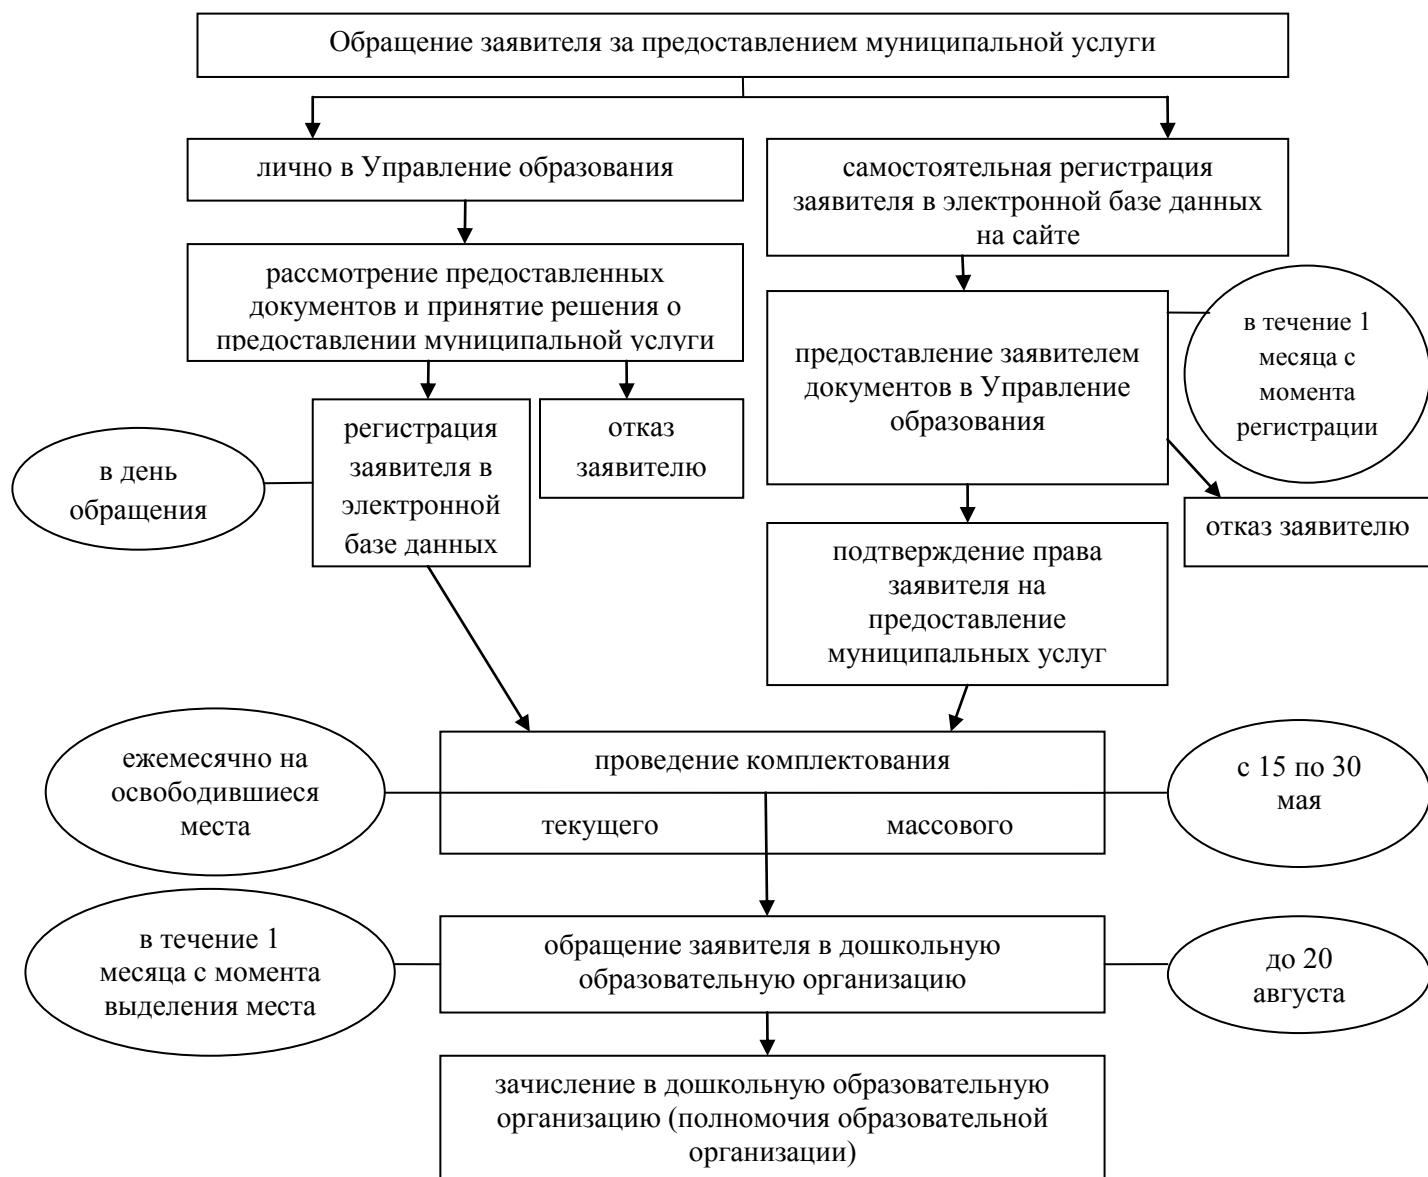 Обращение заявителя за предоставлением муниципальной услуги
лично в Управление образования
самостоятельная регистрация
заявителя в электронной базе данных
на сайте
рассмотрение предоставленных
документов и принятие решения о
предоставлении муниципальной услуги
предоставление заявителем
документов в Управление
образования
в течение 1
месяца с
момента
регистрации
регистрация
заявителя в
электронной
базе данных
отказ
заявителю
в день
обращения
отказ заявителю
подтверждение права
заявителя на
предоставление
муниципальных услуг
ежемесячно на
освободившиеся
места
проведение комплектования
текущего
массового
с 15 по 30
мая
в течение 1
месяца с момента
выделения места
обращение заявителя в дошкольную
образовательную организацию
до 20
августа
зачисление в дошкольную образовательную
организацию (полномочия образовательной
организации)